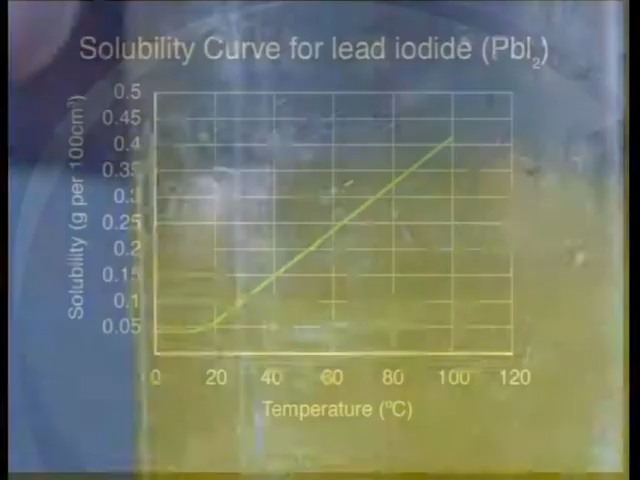 Solubility Curve for lead iodide (PbI₂)
Solubility (g per 100cm³)
0.5
0.45
0.4
0.35
0.3
0.25
0.2
0.15
0.1
0.05
0 20 40 60 80 100 120
Temperature (ºC)